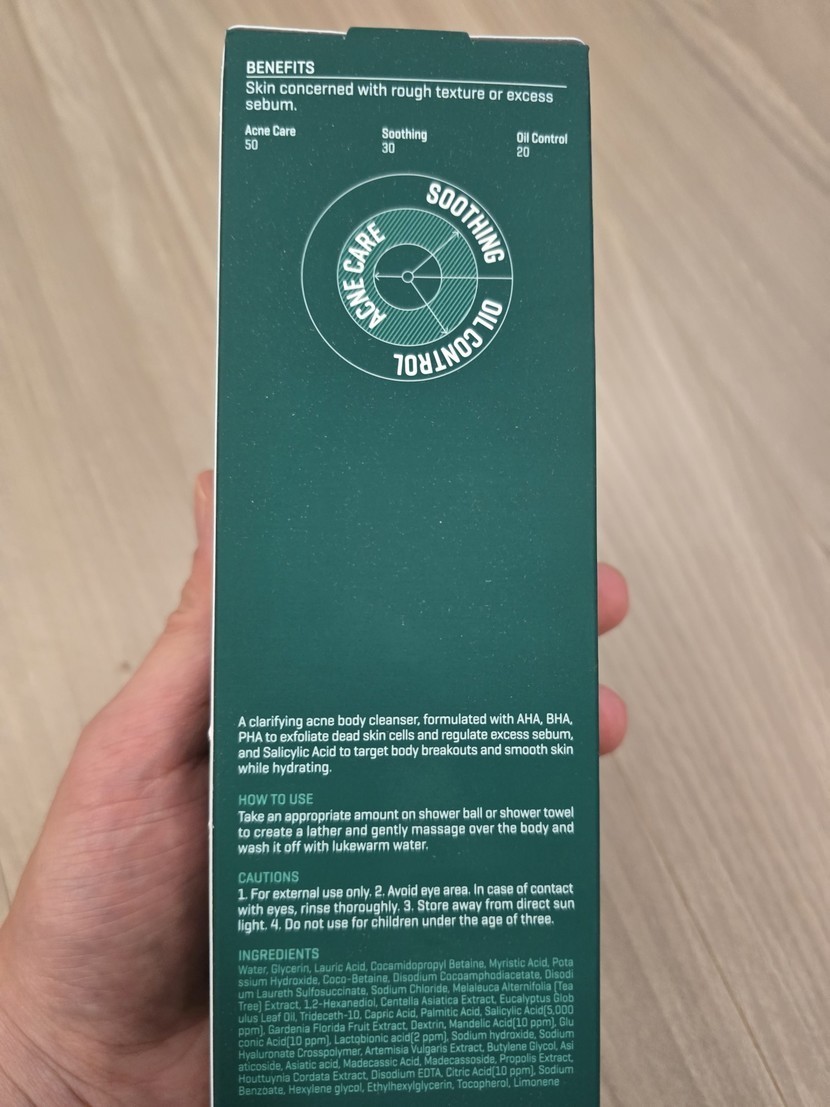 BENEFITS
Skin concerned with rough texture or excess
sebum.
Acne Care Soothing Oil Control
50 30 20
SOOTHING
ACNE CARE
OIL CONTROL
A clarifying acne body cleanser, formulated with AHA, BHA,
PHA to exfoliate dead skin cells and regulate excess sebum,
and Salicylic Acid to target body breakouts and smooth skin
while hydrating.
HOW TO USE
Take an appropriate amount on shower ball or shower towel
to create a lather and gently massage over the body and
wash it off with lukewarm water.
CAUTIONS
1. For external use only. 2. Avoid eye area. In case of contact
with eyes, rinse thoroughly. 3. Store away from direct sun
light. 4. Do not use for children under the age of three.
INGREDIENTS
Water, Glycerin, Lauric Acid, Cocamidopropyl Betaine, Myristic Acid, Pota
ssium Hydroxide, Coco-Betaine, Disodium Cocoamphodiacetate, Disodi
um Laureth Sulfosuccinate, Sodium Chloride, Melaleuca Alternifolia (Tea
Tree) Extract, 1,2-Hexanediol, Centella Asiatica Extract, Eucalyptus Glob
ulus Leaf Oil, Trideceth-10, Capric Acid, Palmitic Acid, Salicylic Acid(5,000
ppm), Gardenia Florida Fruit Extract, Dextrin, Mandelic Acid(10 ppm), Glu
conic Acid(10 ppm), Lactobionic acid(2 ppm), Sodium hydroxide, Sodium
Hyaluronate Crosspolymer, Artemisia Vulgaris Extract, Butylene Glycol, Asi
aticoside, Asiatic acid, Madecassic Acid, Madecassoside, Propolis Extract,
Houttuynia Cordata Extract, Disodium EDTA, Citric Acid(10 ppm), Sodium
Benzoate, Hexylene glycol, Ethylhexylglycerin, Tocopherol, Limonene